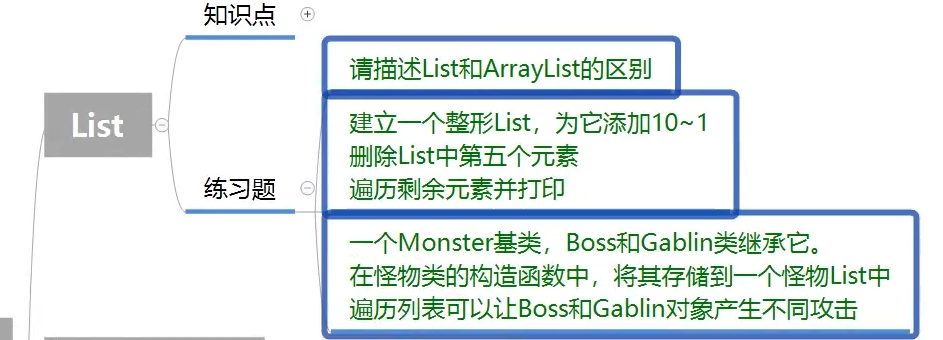 知识点
请描述List和ArrayList的区别
List
建立一个整形List，为它添加10~1
删除List中第五个元素
遍历剩余元素并打印
练习题
一个Monster基类，Boss和Gablin类继承它。
在怪物类的构造函数中，将其存储到一个怪物List中
遍历列表可以让Boss和Gablin对象产生不同攻击